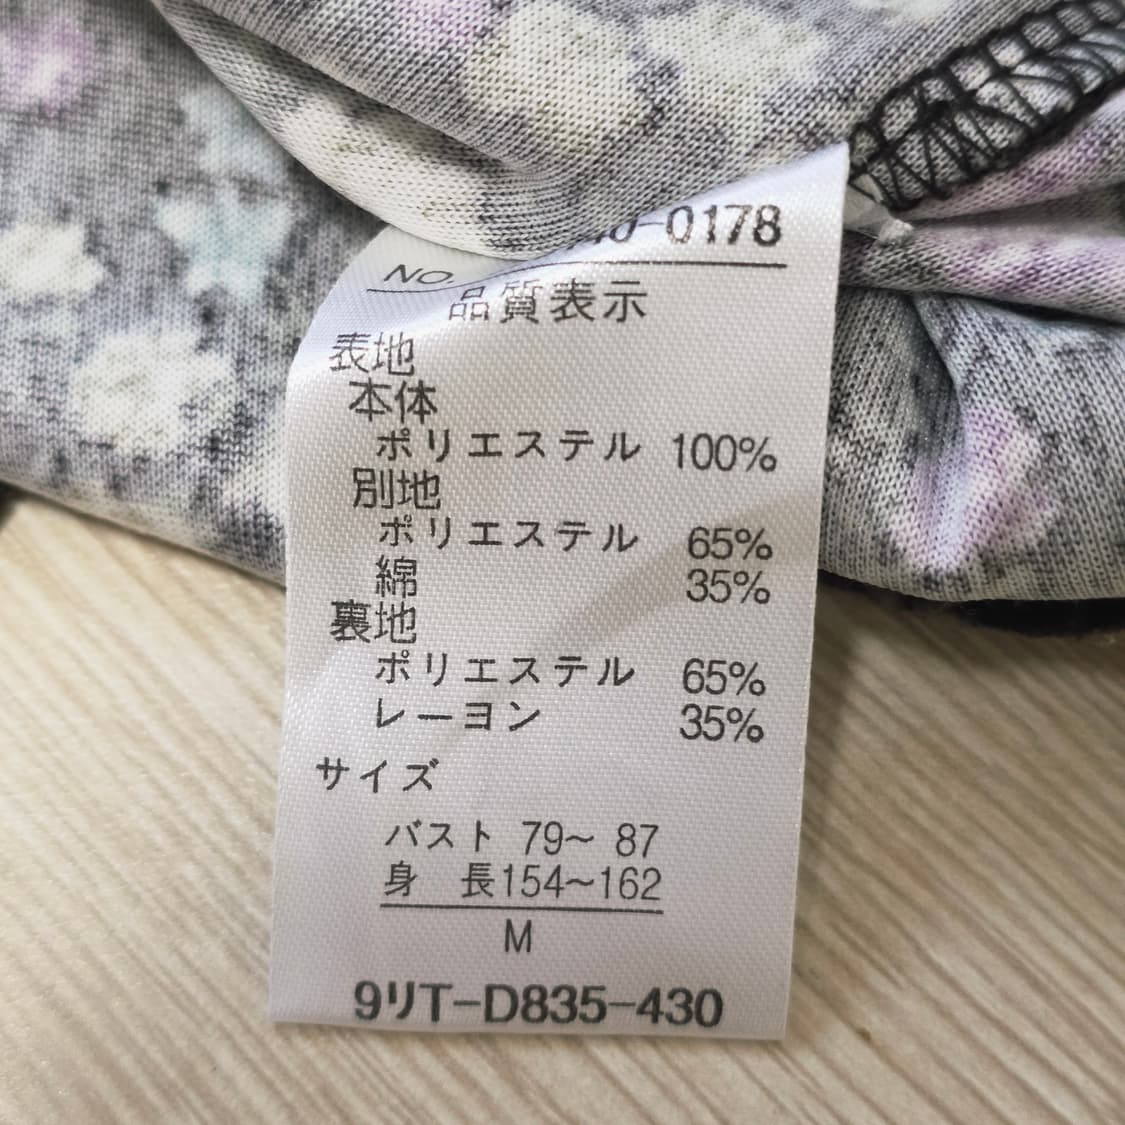 NO. 0-0178
品質表示
表地
本体
ポリエステル 100%
別地
ポリエステル 65%
綿 35%
裏地
ポリエステル 65%
レーヨン 35%
サイズ
バスト 79～ 87
身 長154～162
M
9リT-D835-430